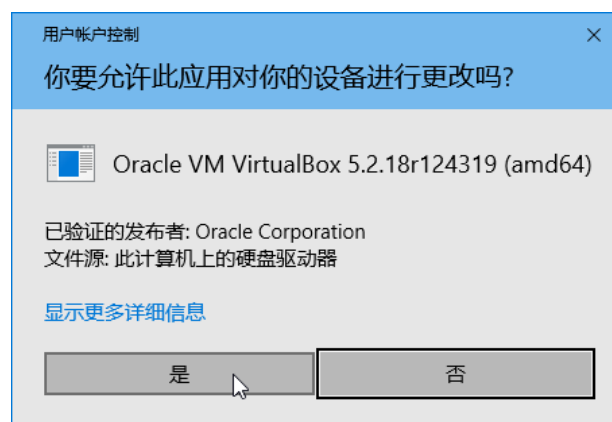 用户帐户控制
你要允许此应用对你的设备进行更改吗?
Oracle VM VirtualBox 5.2.18r124319 (amd64)
已验证的发布者: Oracle Corporation
文件源: 此计算机上的硬盘驱动器
显示更多详细信息
是
否